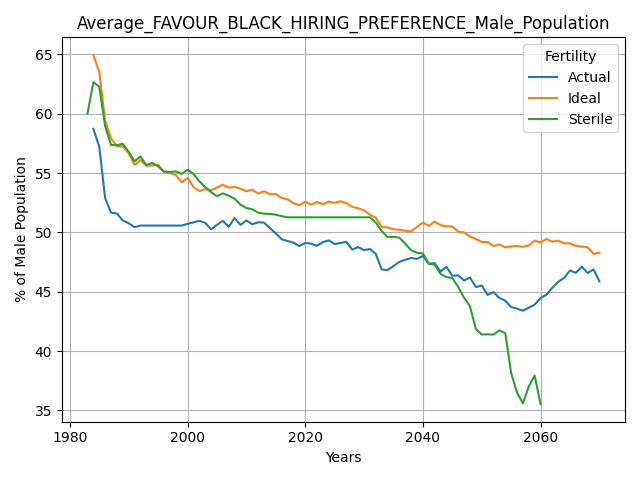 Average_FAVOUR_BLACK_HIRING_PREFERENCE_Male_Population
Fertility
Actual
Ideal
Sterile
% of Male Population
65
60
55
50
45
40
35
1980
2000
2020
2040
2060
Years